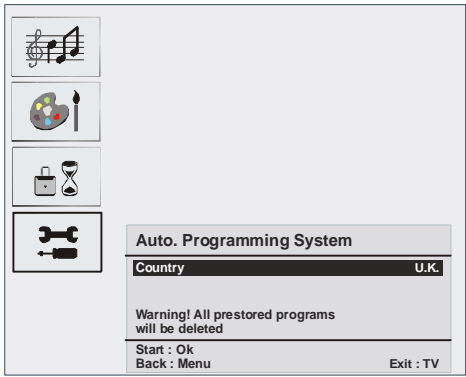 Auto. Programming System
Country U.K.
Warning! All prestored programs
will be deleted
Start : Ok
Back : Menu Exit : TV